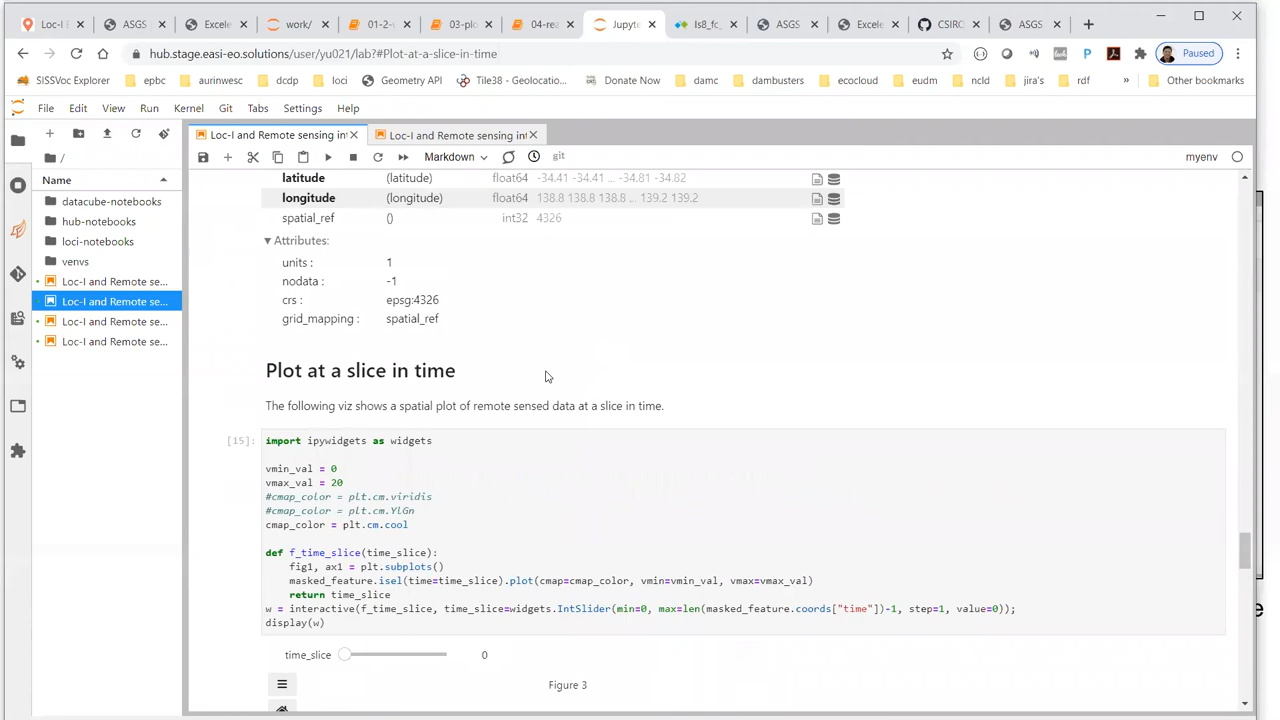 Loc-I
ASGS
Excele
work/
01-2-v
03-plo
04-rea
Jupyte
ls8_fc_
ASGS
Excele
CSIRC
ASGS
hub.stage.easi-eo.solutions/user/yu021/lab?#Plot-at-a-slice-in-time
Paused
SISSVoc Explorer
epbc
aurinwesc
dcdp
loci
Geometry API
Tile38 - Geolocatio...
Donate Now
damc
dambusters
ecocloud
eudm
ncld
jira's
rdf
»
Other bookmarks
File Edit View Run Kernel Git Tabs Settings Help
Loc-I and Remote sensing int
Loc-I and Remote sensing int
Markdown
git
myenv
/
Name
datacube-notebooks
hub-notebooks
loci-notebooks
venvs
Loc-I and Remote se...
Loc-I and Remote se...
Loc-I and Remote se...
Loc-I and Remote se...
latitude (latitude) float64 -34.41 -34.41 ... -34.81 -34.82
longitude (longitude) float64 138.8 138.8 138.8 ... 139.2 139.2
spatial_ref () int32 4326
▼ Attributes:
units : 1
nodata : -1
crs : epsg:4326
grid_mapping : spatial_ref
Plot at a slice in time
The following viz shows a spatial plot of remote sensed data at a slice in time.
[15]:
import ipywidgets as widgets
vmin_val = 0
vmax_val = 20
#cmap_color = plt.cm.viridis
#cmap_color = plt.cm.YlGn
cmap_color = plt.cm.cool
def f_time_slice(time_slice):
fig1, ax1 = plt.subplots()
masked_feature.isel(time=time_slice).plot(cmap=cmap_color, vmin=vmin_val, vmax=vmax_val)
return time_slice
w = interactive(f_time_slice, time_slice=widgets.IntSlider(min=0, max=len(masked_feature.coords["time"])-1, step=1, value=0));
display(w)
time_slice 0
Figure 3
e